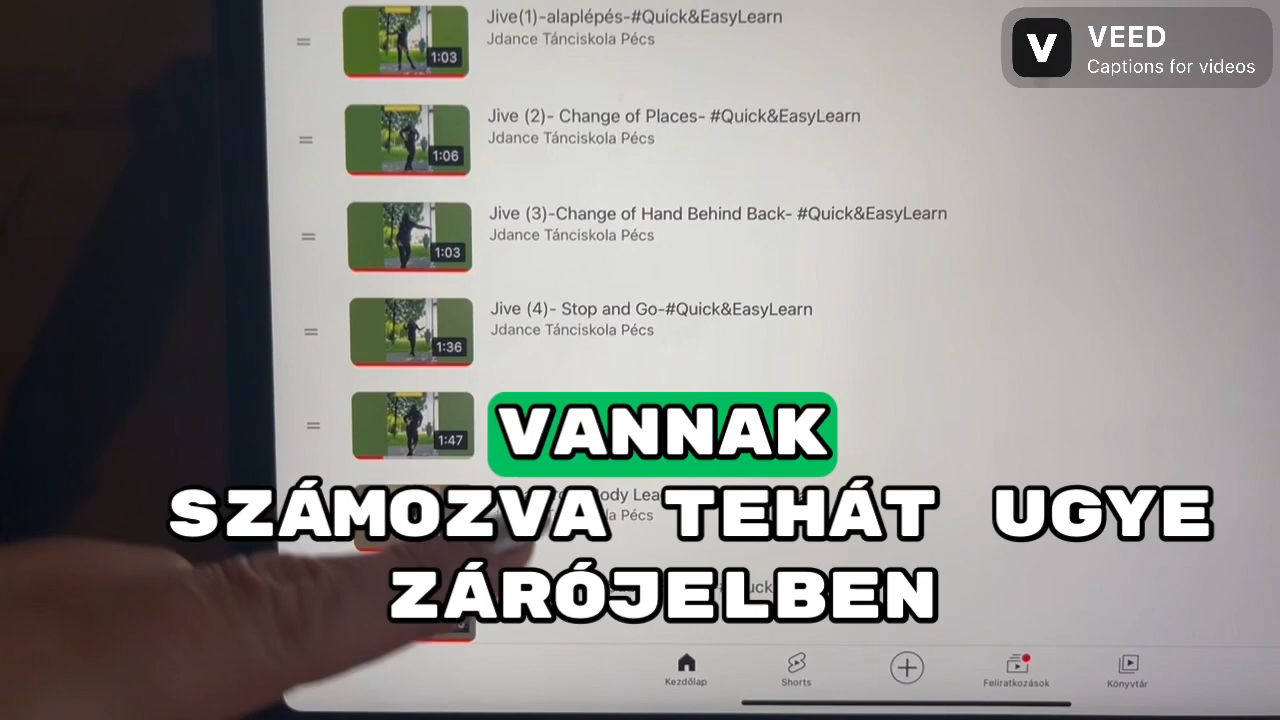 Jive(1)-alaplépés-#Quick&EasyLearn
Jdance Tánciskola Pécs
1:03
VEED
Captions for videos
Jive (2)- Change of Places- #Quick&EasyLearn
Jdance Tánciskola Pécs
1:06
Jive (3)-Change of Hand Behind Back- #Quick&EasyLearn
Jdance Tánciskola Pécs
1:03
Jive (4)- Stop and Go-#Quick&EasyLearn
Jdance Tánciskola Pécs
1:36
1:47
VANNAK
SZÁMOZVA TEHÁT UGYE
ZÁRÓJELBEN
Kezdőlap
Shorts
Feliratkozások
Könyvtár